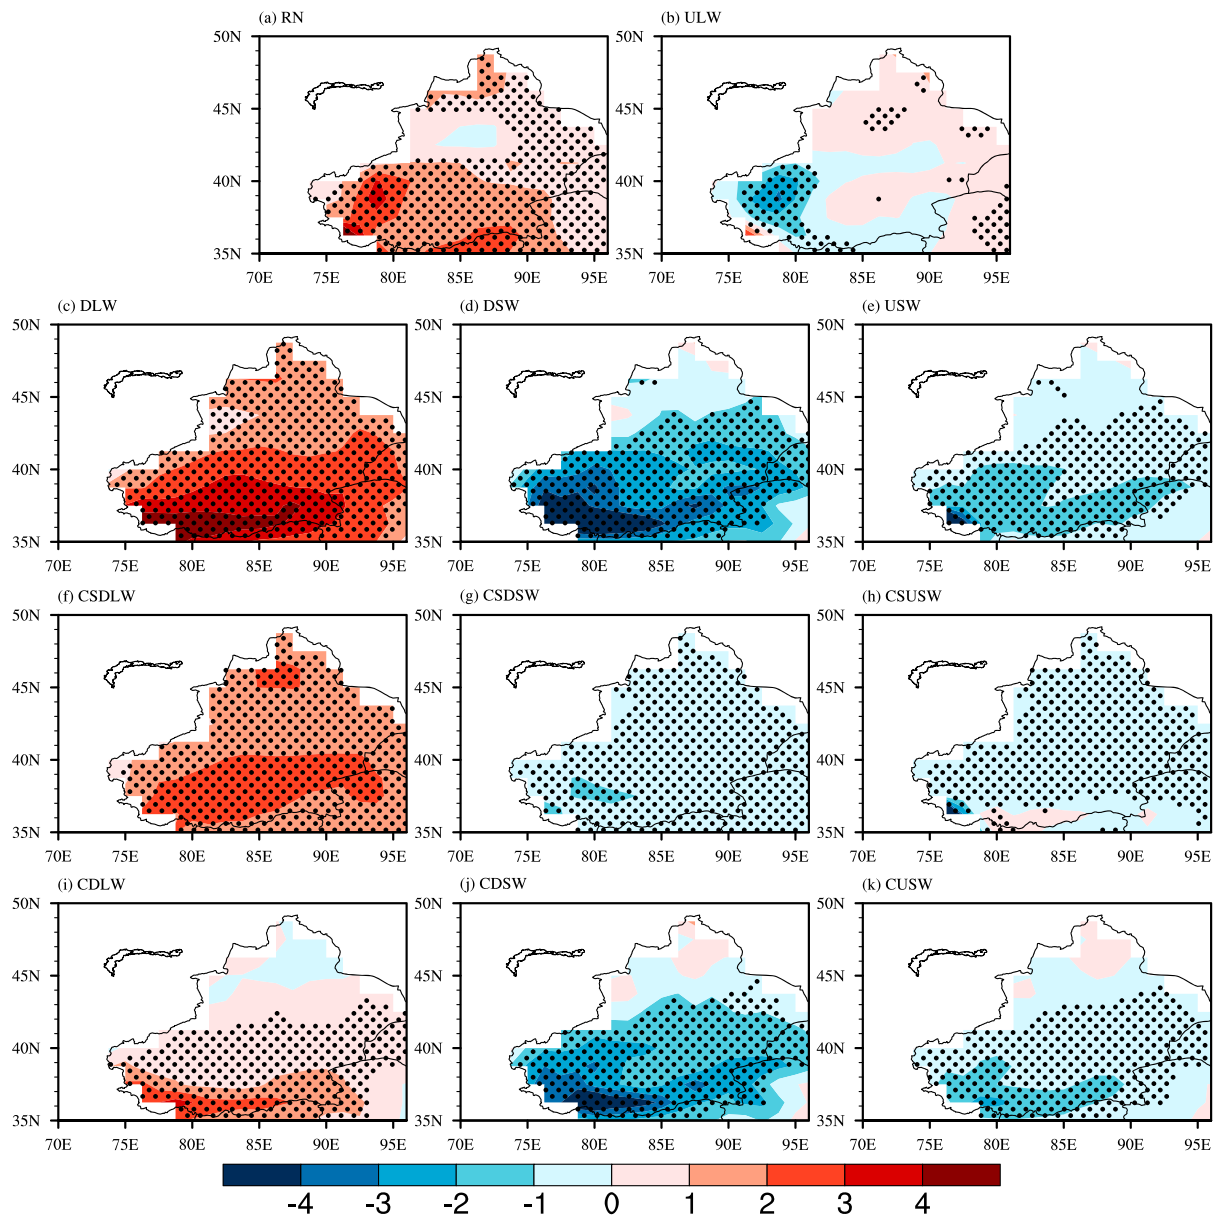 (a) RN
(b) ULW
50N 50N
45N 45N
40N 40N
35N 35N
70E 75E 80E 85E 90E 95E 70E 75E 80E 85E 90E 95E
(c) DLW
(d) DSW
(e) USW
50N 50N 50N
45N 45N 45N
40N 40N 40N
35N 35N 35N
70E 75E 80E 85E 90E 95E 70E 75E 80E 85E 90E 95E 70E 75E 80E 85E 90E 95E
(f) CSDLW
(g) CSDSW
(h) CSUSW
50N 50N 50N
45N 45N 45N
40N 40N 40N
35N 35N 35N
70E 75E 80E 85E 90E 95E 70E 75E 80E 85E 90E 95E 70E 75E 80E 85E 90E 95E
(i) CDLW
(j) CDSW
(k) CUSW
50N 50N 50N
45N 45N 45N
40N 40N 40N
35N 35N 35N
70E 75E 80E 85E 90E 95E 70E 75E 80E 85E 90E 95E 70E 75E 80E 85E 90E 95E
-4 -3 -2 -1 0 1 2 3 4